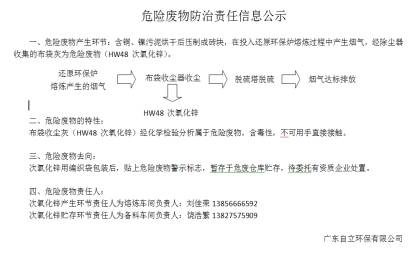 危险废物防治责任信息公示
一、危险废物产生环节：含铜、镍污泥烘干后压制成砖块，在投入还原环保炉熔炼过程中产生烟气，经除尘器
收集的布袋灰为危险废物（HW48 次氧化锌）。
还原环保炉
熔炼产生的烟气
布袋收尘器收尘
脱硫塔脱硫
烟气达标排放
HW48 次氧化锌
二、危险废物的特性：
布袋收尘灰（HW48 次氧化锌）经化学检验分析属于危险废物，含毒性，不可用手直接接触。
三、危险废物去向：
次氧化锌用编织袋包装后，贴上危险废物警示标志，暂存于危废仓库贮存，待委托有资质企业处置。
四、危险废物责任人：
次氧化锌产生环节责任人为熔炼车间负责人：刘佳荣 13856666592
次氧化锌贮存环节责任人为备料车间负责人：饶浩繁 13827575909
广东自立环保有限公司